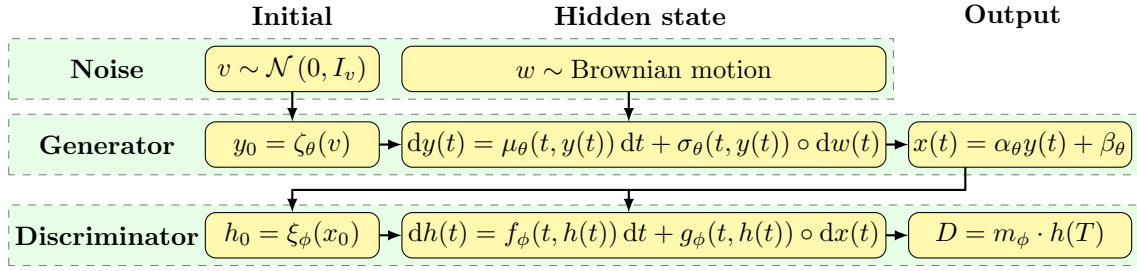 Initial Hidden state Output
Noise v ∼ 𝒩(0, I_v) w ∼ Brownian motion
Generator y_0 = ζ_θ(v) dy(t) = μ_θ(t, y(t)) dt + σ_θ(t, y(t)) ∘ dw(t) x(t) = α_θ y(t) + β_θ
Discriminator h_0 = ξ_ϕ(x_0) dh(t) = f_ϕ(t, h(t)) dt + g_ϕ(t, h(t)) ∘ dx(t) D = m_ϕ · h(T)